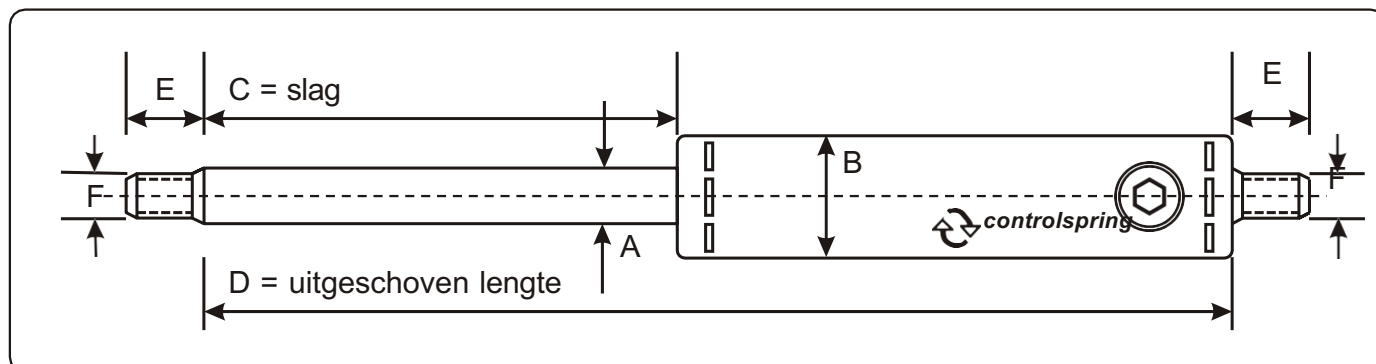 E
C = slag
E
B
F
F
controlspring
A
D = uitgeschoven lengte